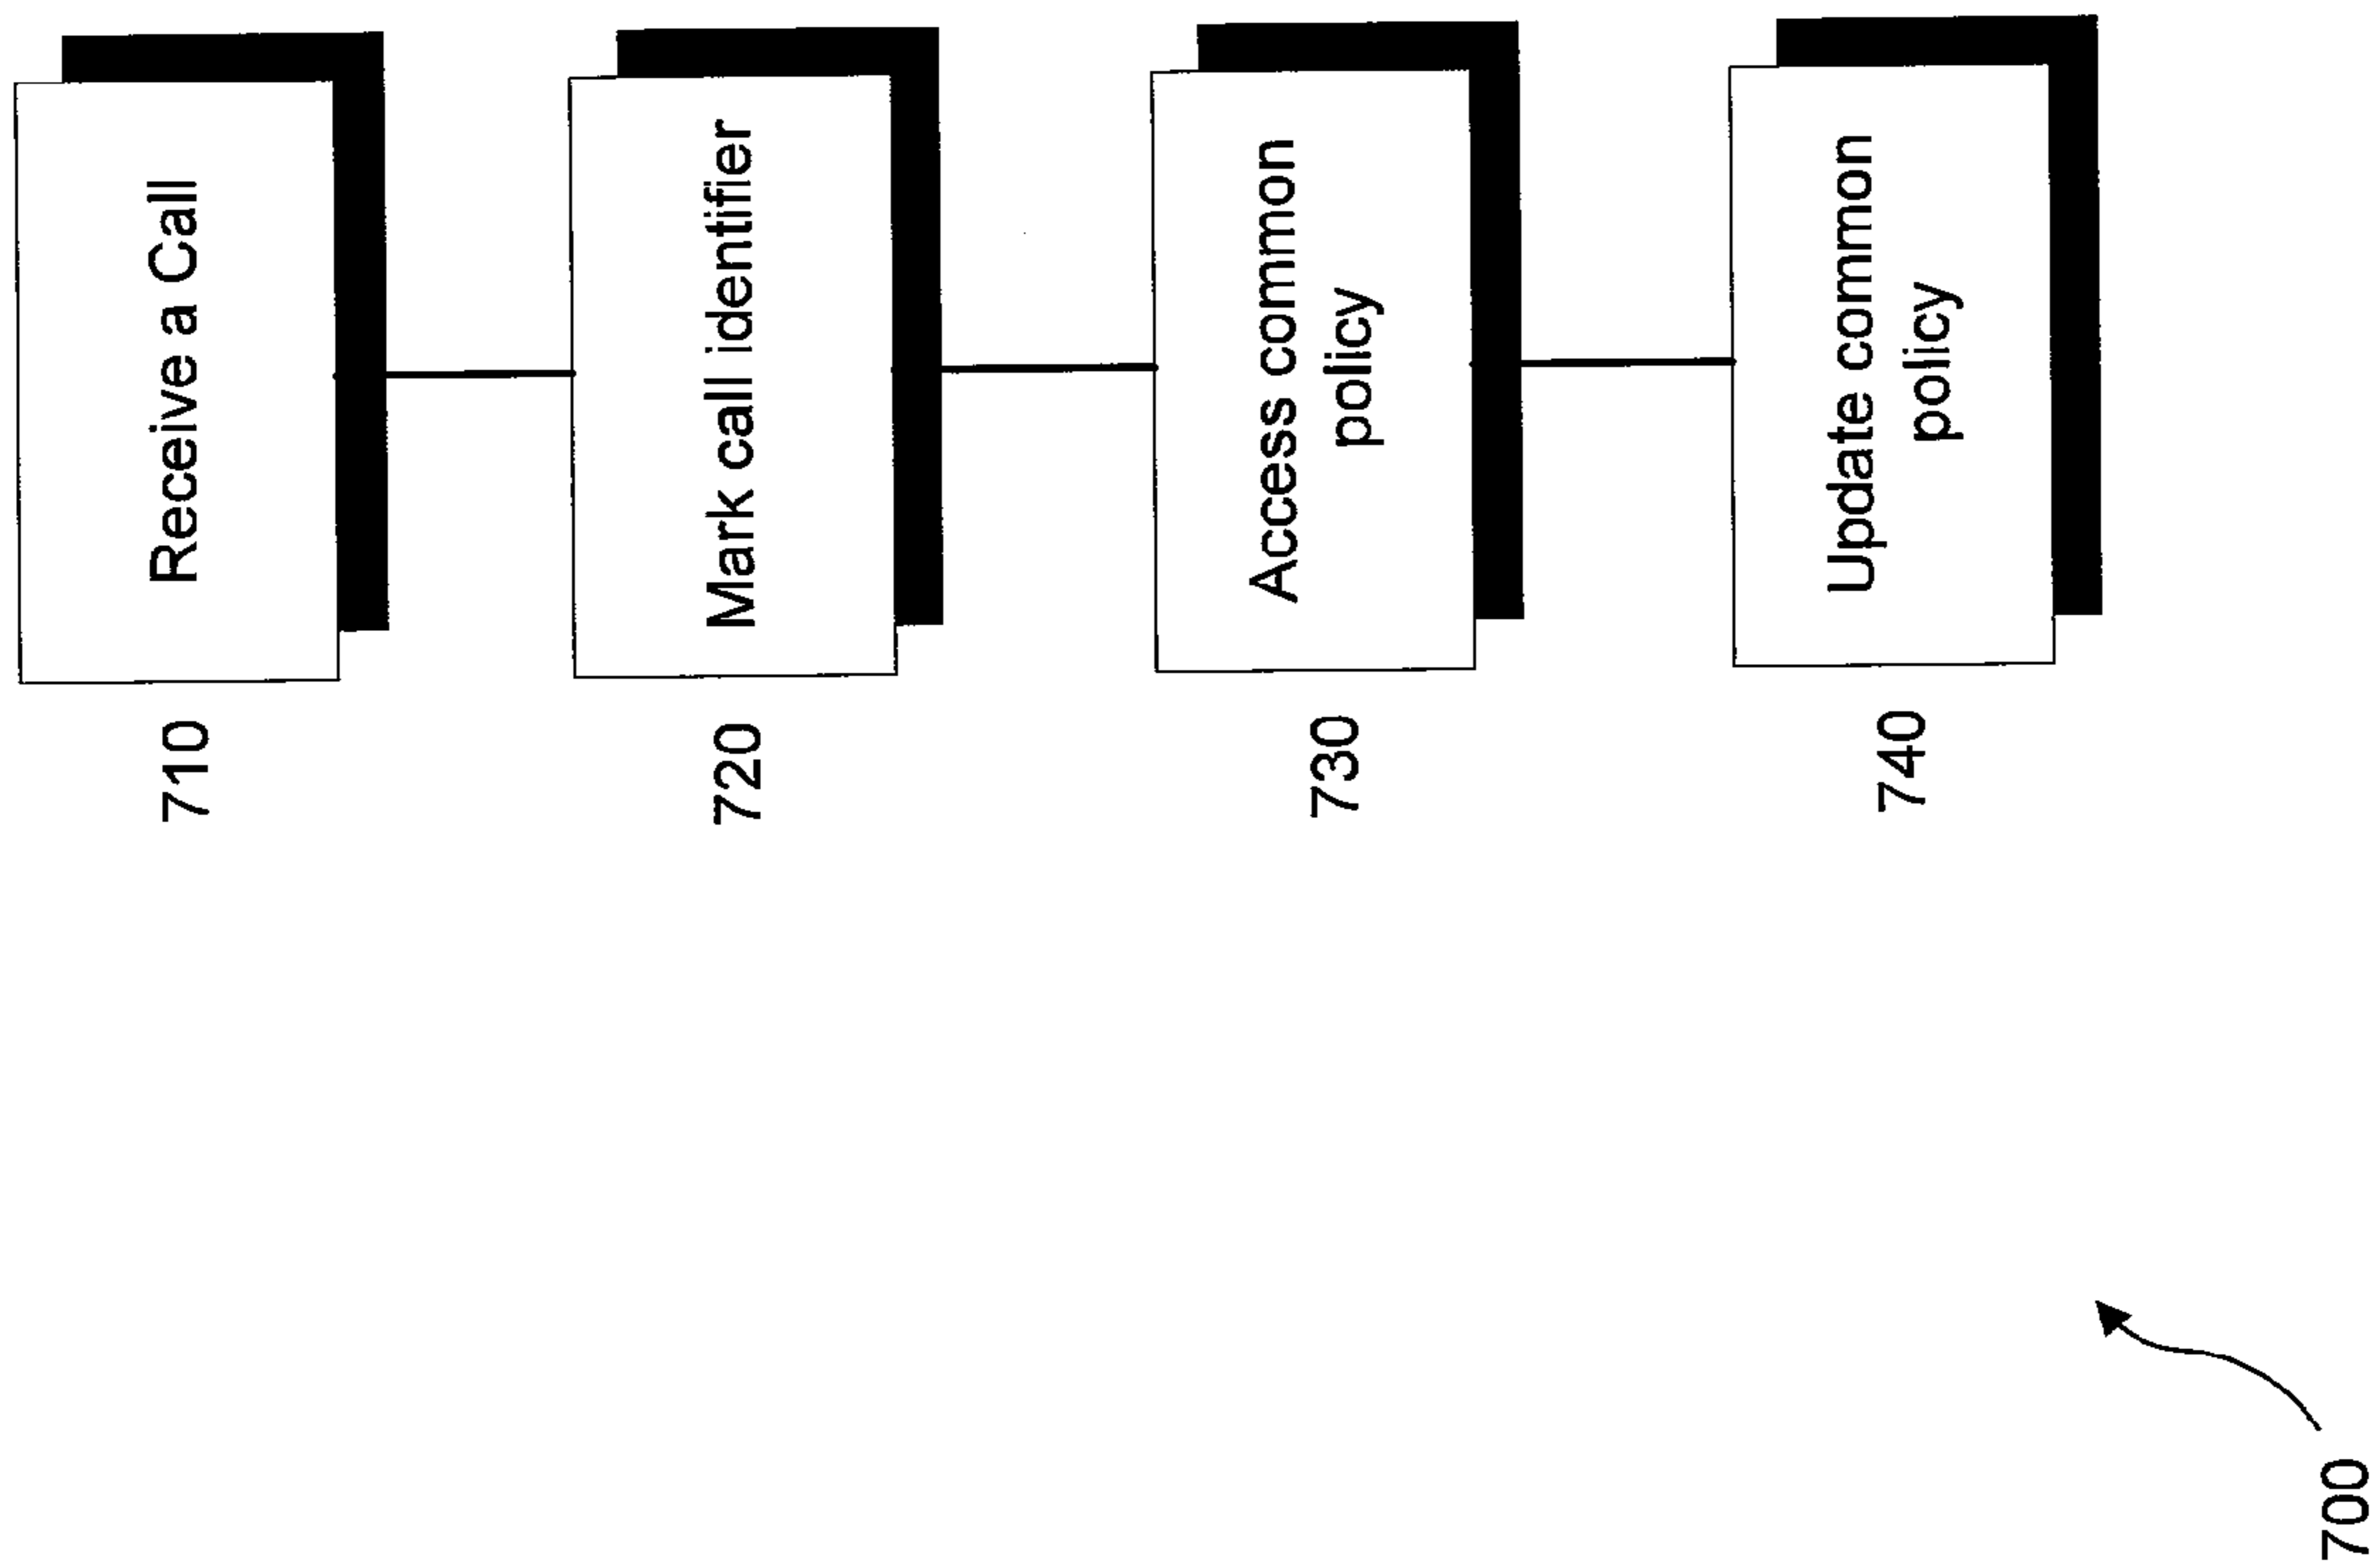 710
Receive a Call
720
Mark call identifier
730
Access common
policy
740
Update common
policy
700